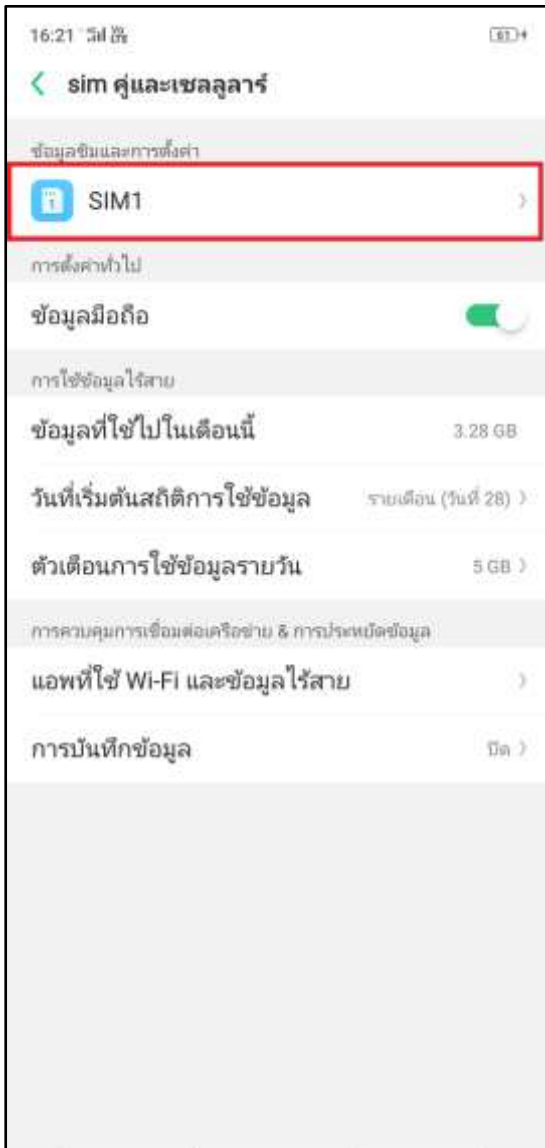 16:21
61
sim คู่และเซลลูลาร์
ข้อมูลซิมและการตั้งค่า
SIM1
การตั้งค่าทั่วไป
ข้อมูลมือถือ
การใช้ข้อมูลไร้สาย
ข้อมูลที่ใช้ไปในเดือนนี้ 3.28 GB
วันที่เริ่มต้นสถิติการใช้ข้อมูล รายเดือน (วันที่ 28)
ตัวเตือนการใช้ข้อมูลรายวัน 5 GB
การควบคุมการเชื่อมต่อเครือข่าย & การประหยัดข้อมูล
แอพที่ใช้ Wi-Fi และข้อมูลไร้สาย
การบันทึกข้อมูล ปิด